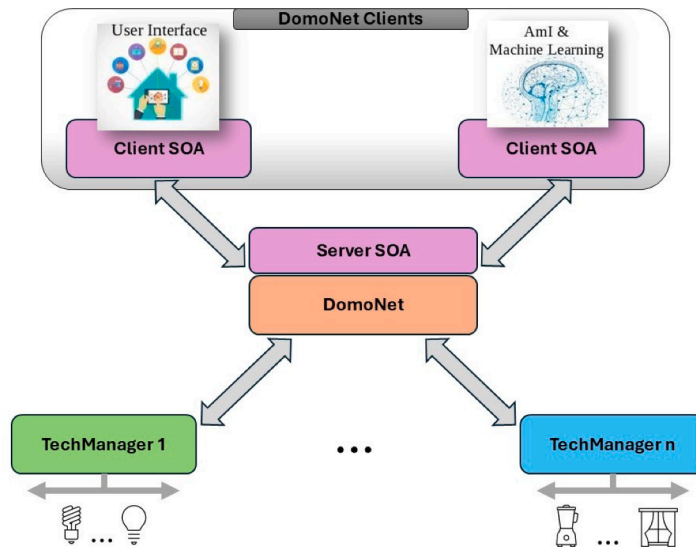 DomoNet Clients
User Interface
AmI &
Machine Learning
Client SOA
Client SOA
Server SOA
DomoNet
TechManager 1
...
TechManager n
...
...